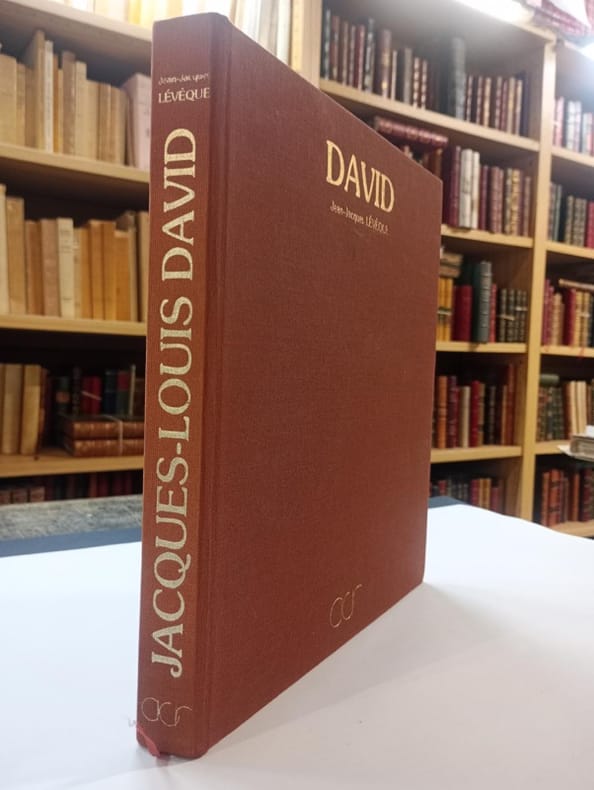 Jean-Jacques
LÉVÊQUE
JACQUES-LOUIS DAVID
acr
DAVID
Jean-Jacques LÉVÊQUE
acr